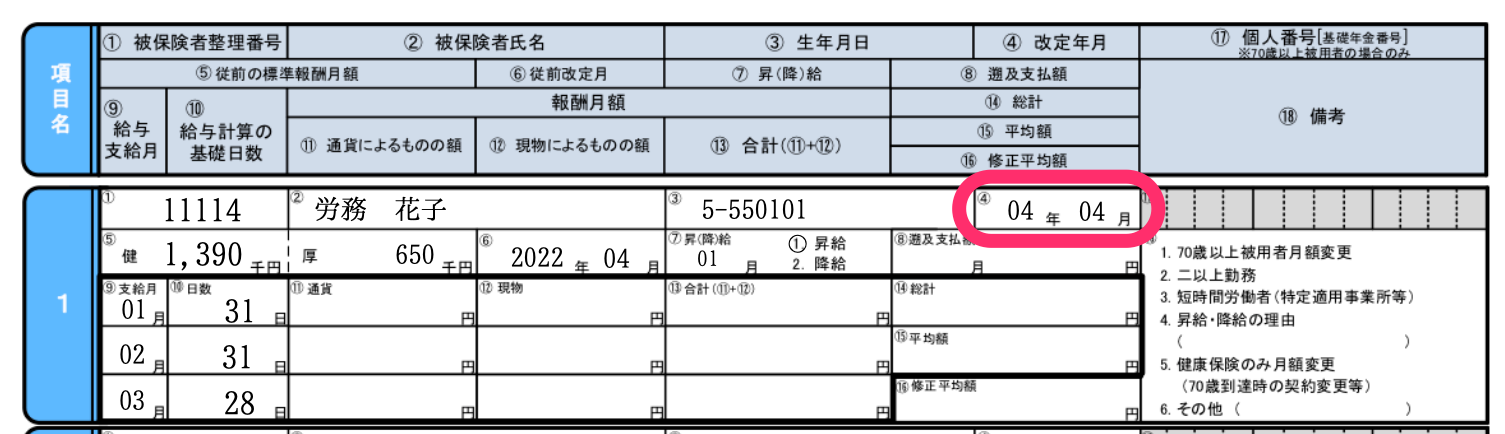 項目名
① 被保険者整理番号 ② 被保険者氏名 ③ 生年月日 ④ 改定年月 ⑰ 個人番号[基礎年金番号]
※70歳以上被用者の場合のみ
⑤ 従前の標準報酬月額 ⑥ 従前改定月 ⑦ 昇(降)給 ⑧ 遡及支払額
⑨ 給与支給月 ⑩ 給与計算の基礎日数 報酬月額 ⑭ 総計 ⑱ 備考
⑪ 通貨によるものの額 ⑫ 現物によるものの額 ⑬ 合計(⑪+⑫) ⑮ 平均額
⑯ 修正平均額
1
① 11114 ② 労務 花子 ③ 5-550101 ④ 04 年 04 月
⑤ 健 1,390 千円 厚 650 千円 ⑥ 2022 年 04 月 ⑦ 昇(降)給 01 月 ① 昇給 2. 降給 ⑧遡及支払額 月 円
⑨ 支給月 01 月 ⑩ 日数 31 日 ⑪ 通貨 円 ⑫ 現物 円 ⑬ 合計(⑪+⑫) 円 ⑭ 総計 円
02 月 31 日 円 円 円 ⑮ 平均額 円
03 月 28 日 円 円 円 ⑯ 修正平均額 円
1. 70歳以上被用者月額変更
2. 二以上勤務
3. 短時間労働者(特定適用事業所等)
4. 昇給・降給の理由
( )
5. 健康保険のみ月額変更
(70歳到達時の契約変更等)
6. その他 ( )